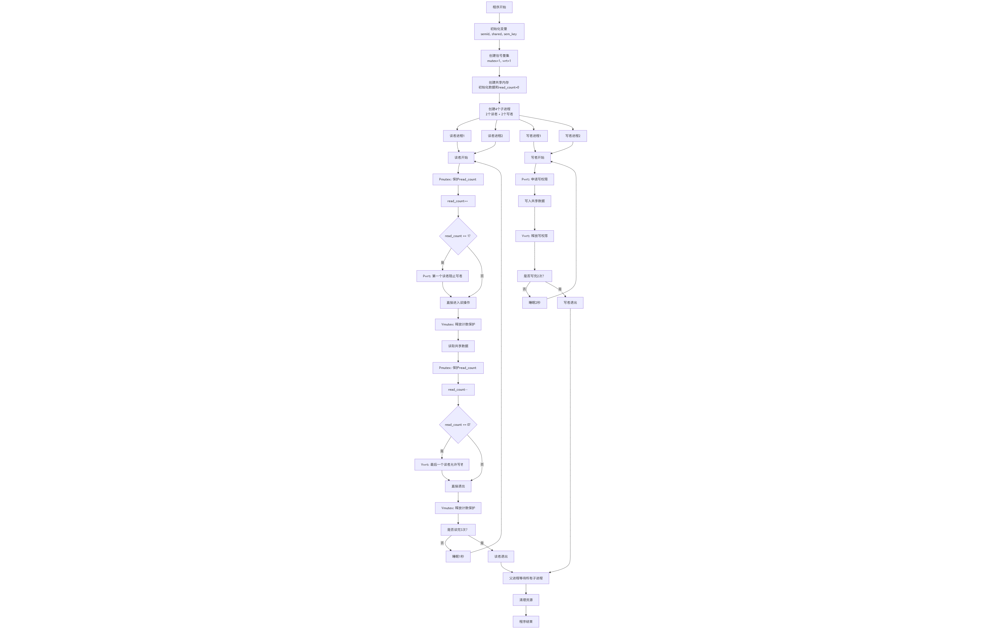 程序开始
初始化变量
semid, shared, sem_key
创建信号量集
mutex=1, wrt=1
创建共享内存
初始化数据和read_count=0
创建4个子进程
2个读者 + 2个写者
读者进程1
读者进程2
写者进程1
写者进程2
读者开始
写者开始
Pmutex: 保护read_count
Pwrt: 申请写权限
read_count++
写入共享数据
read_count == 1?
Vwrt: 释放写权限
是
Pwrt: 第一个读者阻止写者
否
是否写完2次?
否
是
直接进入读操作
睡眠2秒
写者退出
Vmutex: 释放计数保护
读取共享数据
Pmutex: 保护read_count
read_count--
read_count == 0?
是
Vwrt: 最后一个读者允许写者
否
直接退出
Vmutex: 释放计数保护
是否读完3次?
否
是
睡眠1秒
读者退出
父进程等待所有子进程
清理资源
程序结束